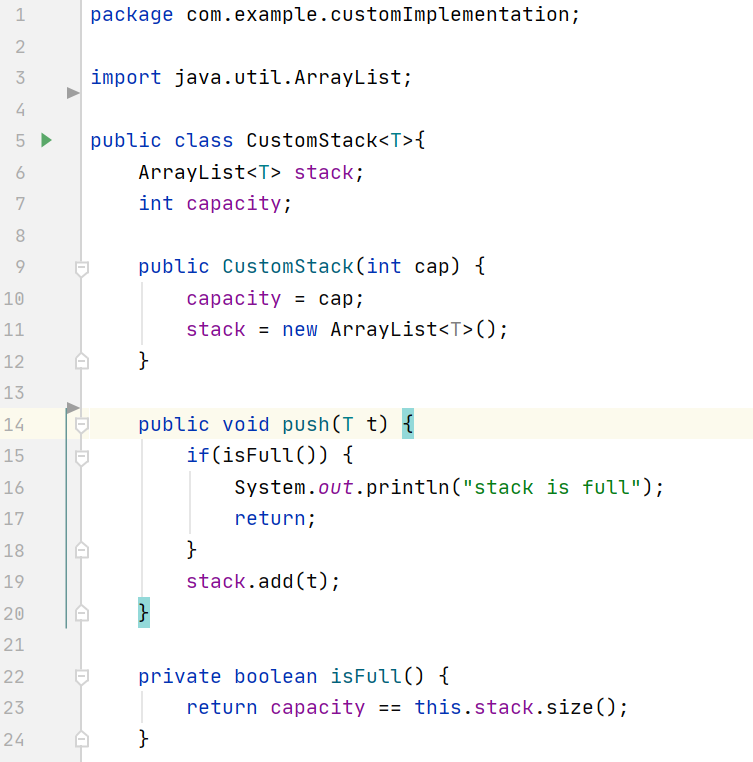 1 package com.example.customImplementation;
2
3 import java.util.ArrayList;
4
5 public class CustomStack<T>{
6 ArrayList<T> stack;
7 int capacity;
8
9 public CustomStack(int cap) {
10 capacity = cap;
11 stack = new ArrayList<T>();
12 }
13
14 public void push(T t) {
15 if(isFull()) {
16 System.out.println("stack is full");
17 return;
18 }
19 stack.add(t);
20 }
21
22 private boolean isFull() {
23 return capacity == this.stack.size();
24 }